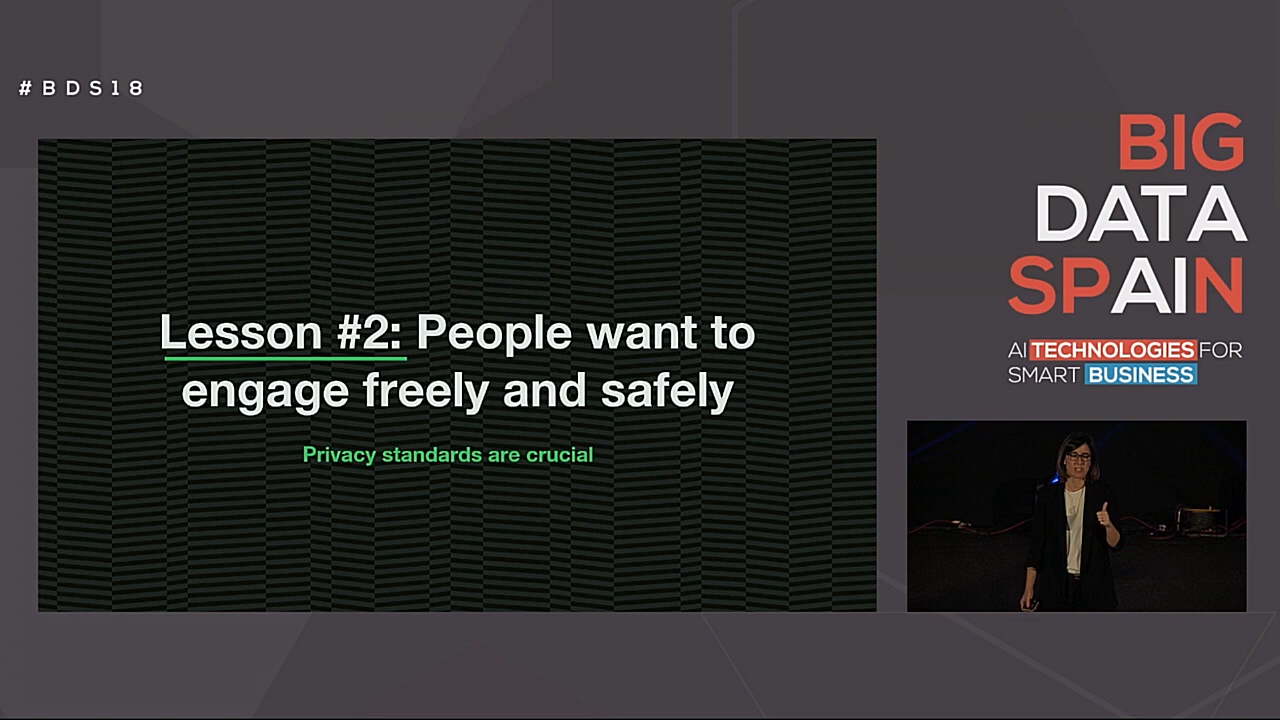 #BDS18
Lesson #2: People want to
engage freely and safely
Privacy standards are crucial
BIG
DATA
SPAIN
AI TECHNOLOGIES FOR
SMART BUSINESS